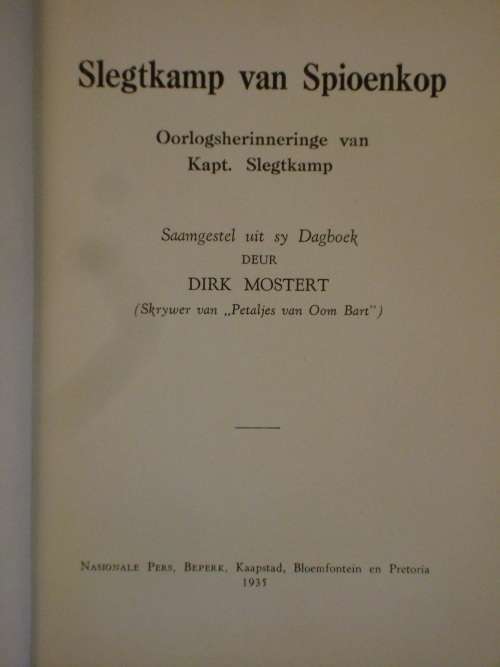 Slegtkamp van Spioenkop
Oorlogsherinneringe van
Kapt. Slegtkamp
Saamgestel uit sy Dagboek
DEUR
DIRK MOSTERT
(Skrywer van „Petaljes van Oom Bart")
Nasionale Pers, Beperk, Kaapstad, Bloemfontein en Pretoria
1935